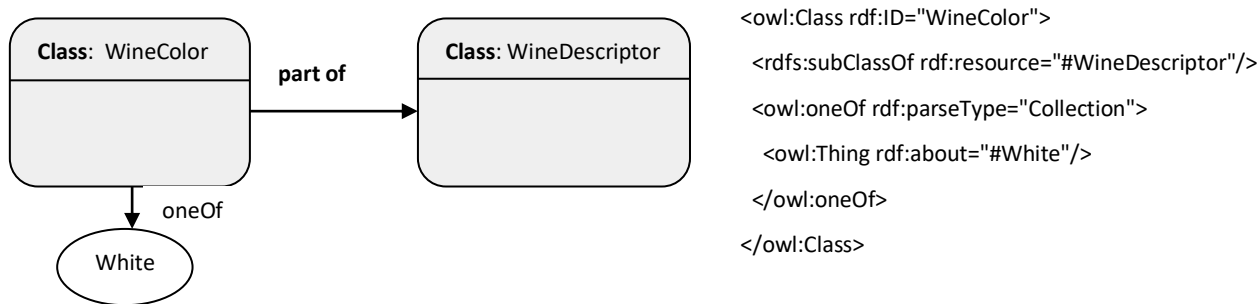 Class: WineColor
part of
Class: WineDescriptor
oneOf
White
<owl:Class rdf:ID="WineColor">
<rdfs:subClassOf rdf:resource="#WineDescriptor"/>
<owl:oneOf rdf:parseType="Collection">
<owl:Thing rdf:about="#White"/>
</owl:oneOf>
</owl:Class>